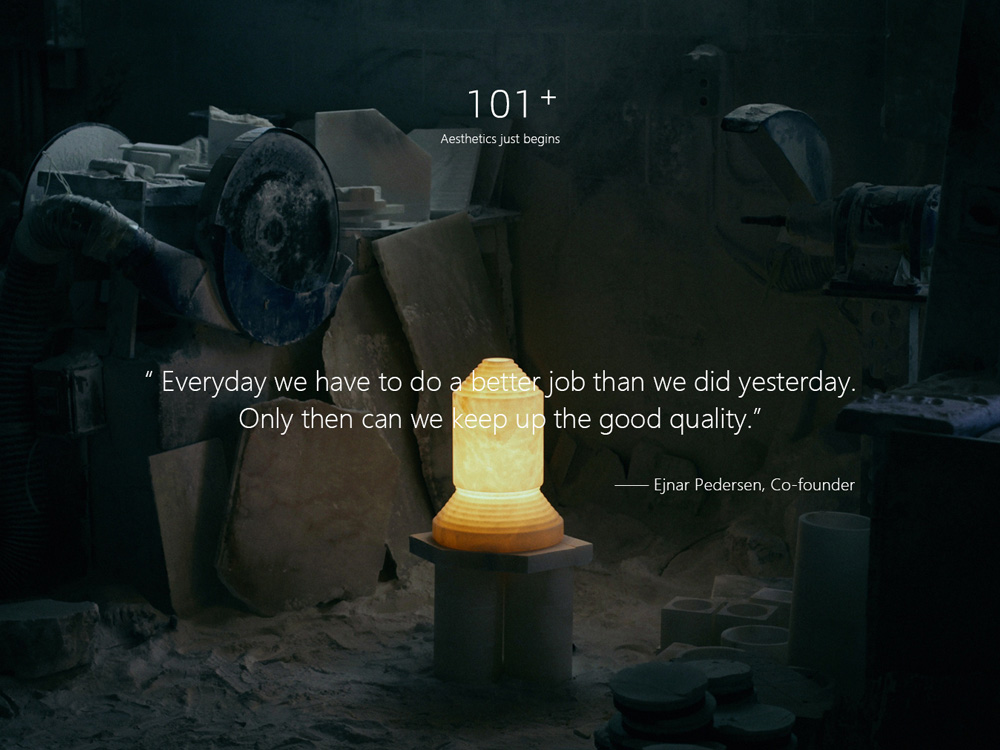 101+
Aesthetics just begins
“ Everyday we have to do a better job than we did yesterday.
Only then can we keep up the good quality.”
—— Ejnar Pedersen, Co-founder